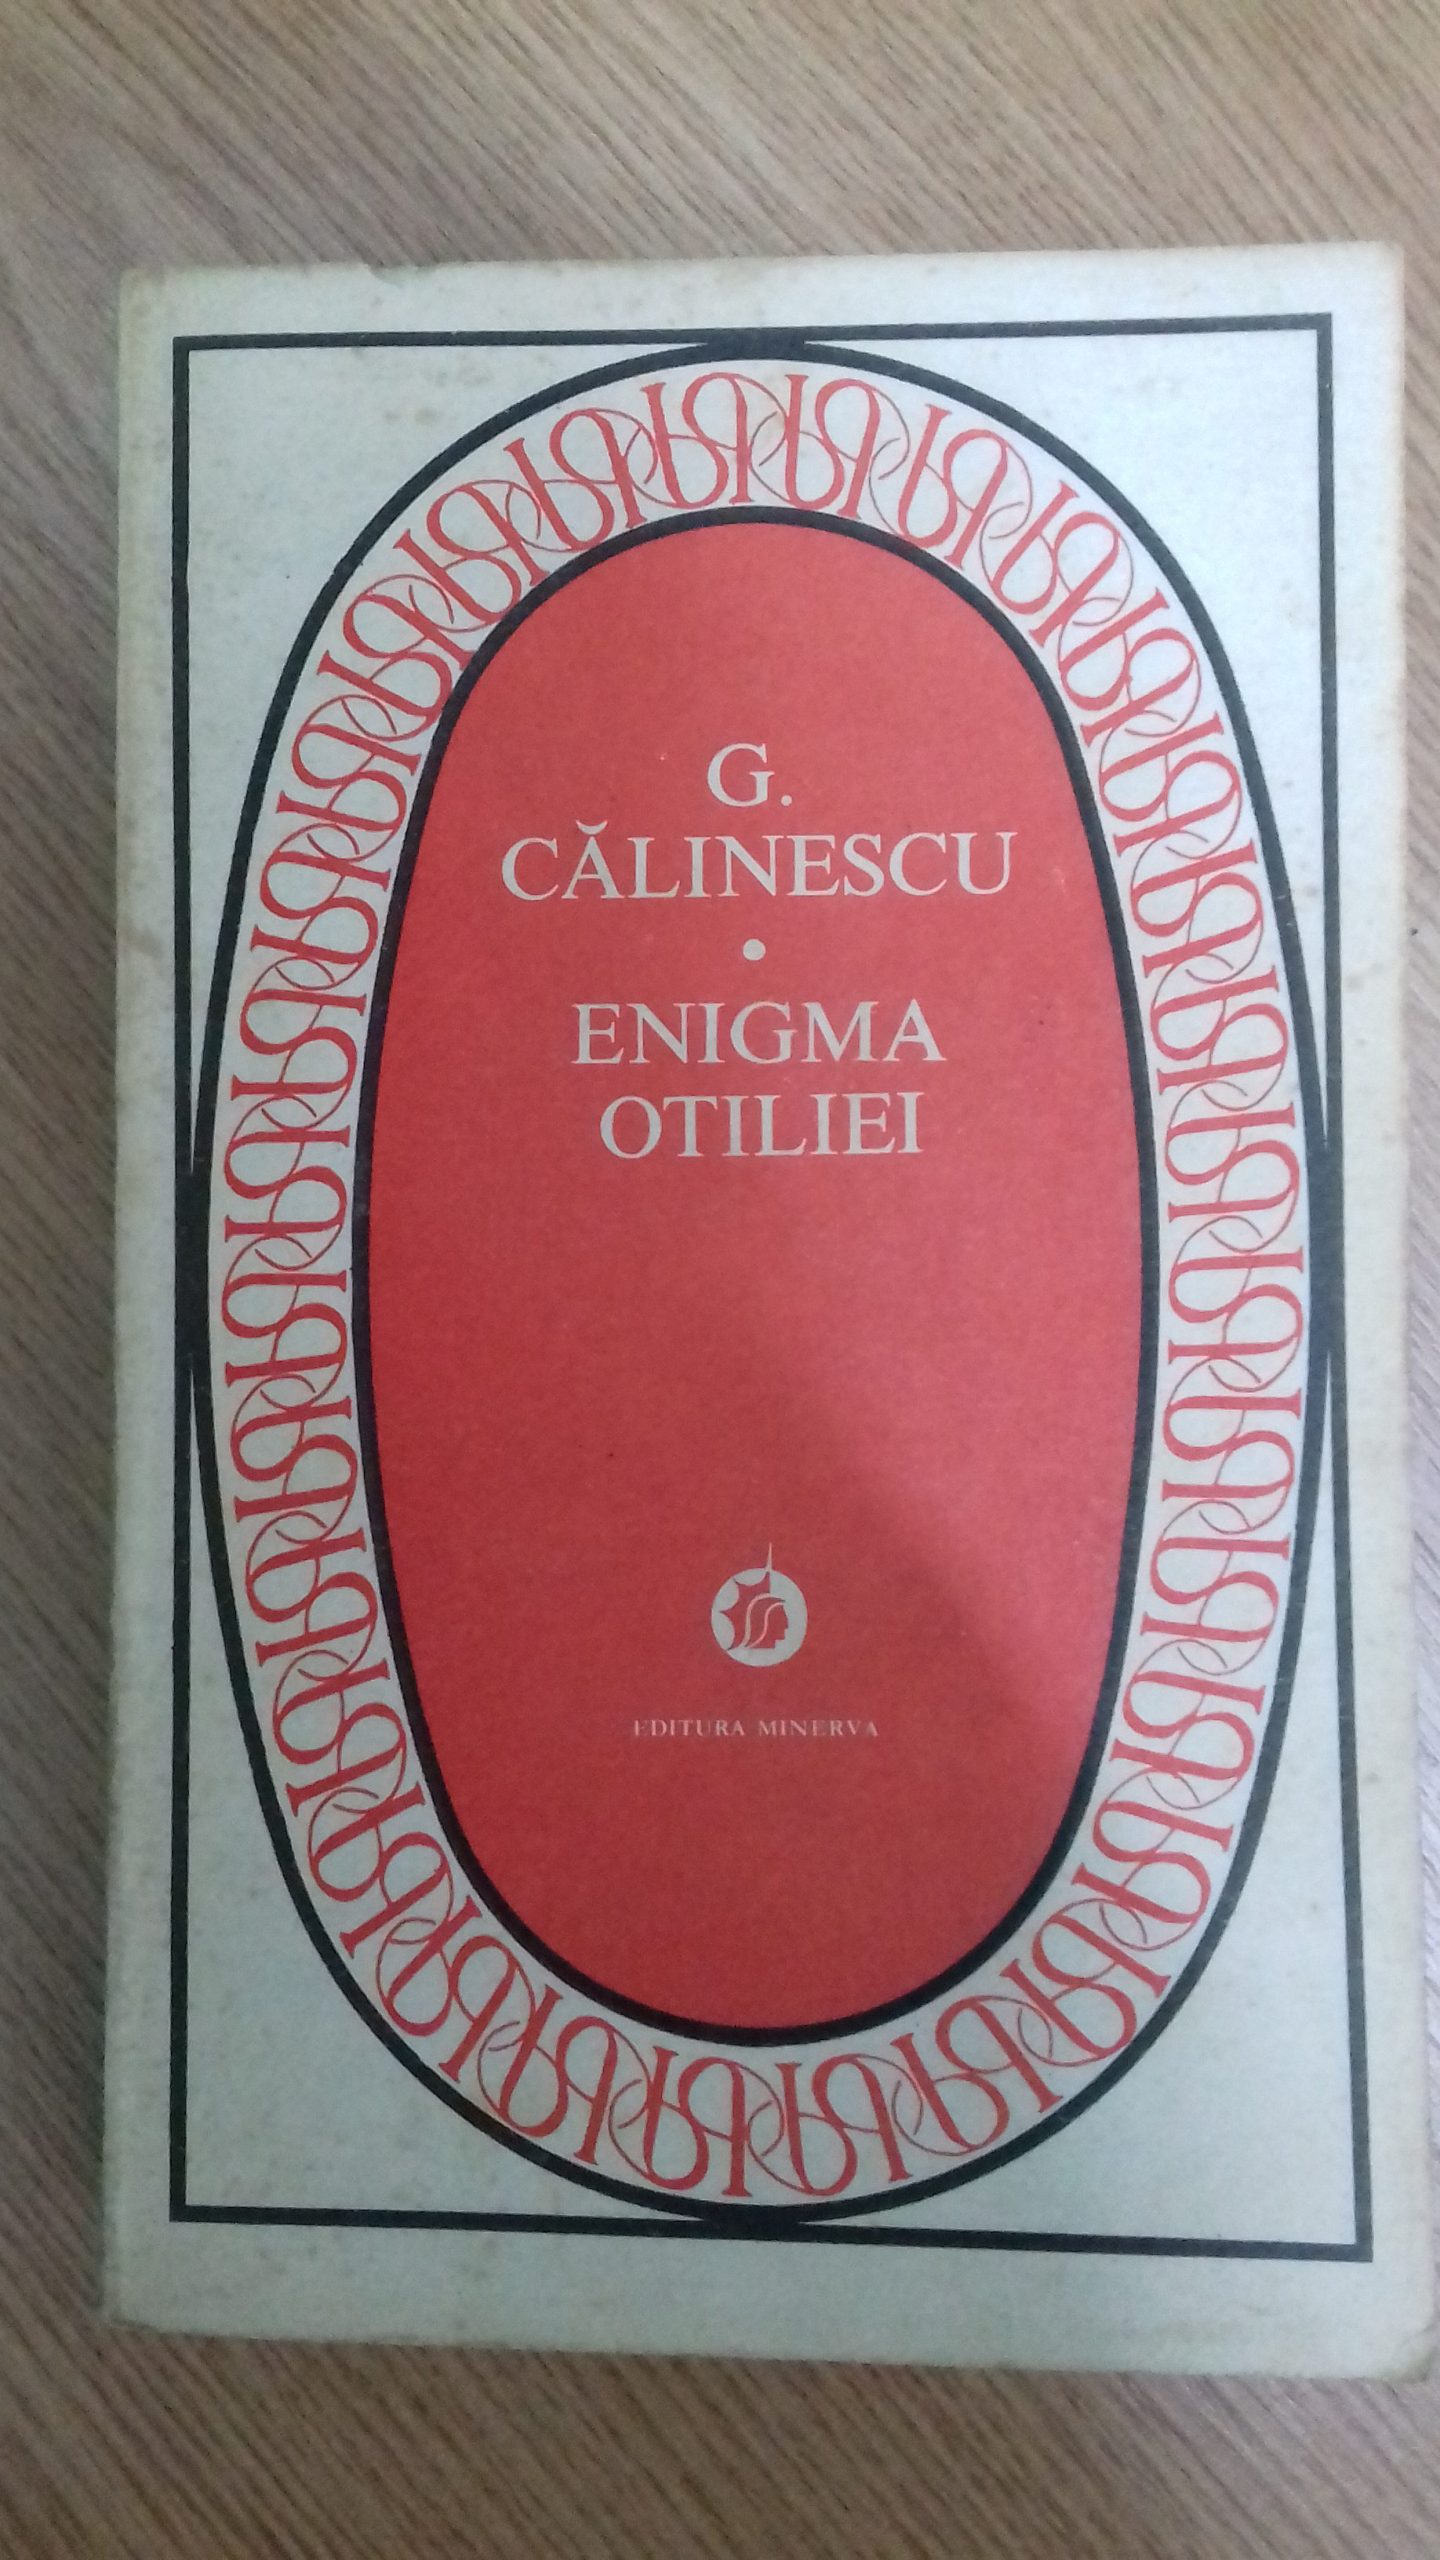 G.
CĂLINESCU
•
ENIGMA
OTILIEI
EDITURA MINERVA